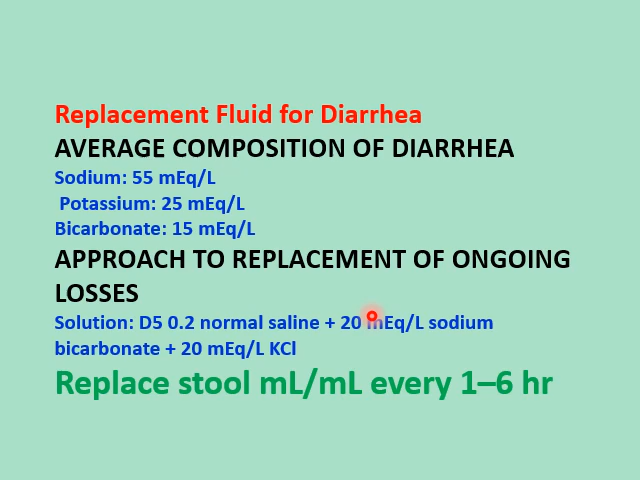 Replacement Fluid for Diarrhea
AVERAGE COMPOSITION OF DIARRHEA
Sodium: 55 mEq/L
Potassium: 25 mEq/L
Bicarbonate: 15 mEq/L
APPROACH TO REPLACEMENT OF ONGOING
LOSSES
Solution: D5 0.2 normal saline + 20 mEq/L sodium
bicarbonate + 20 mEq/L KCl
Replace stool mL/mL every 1–6 hr